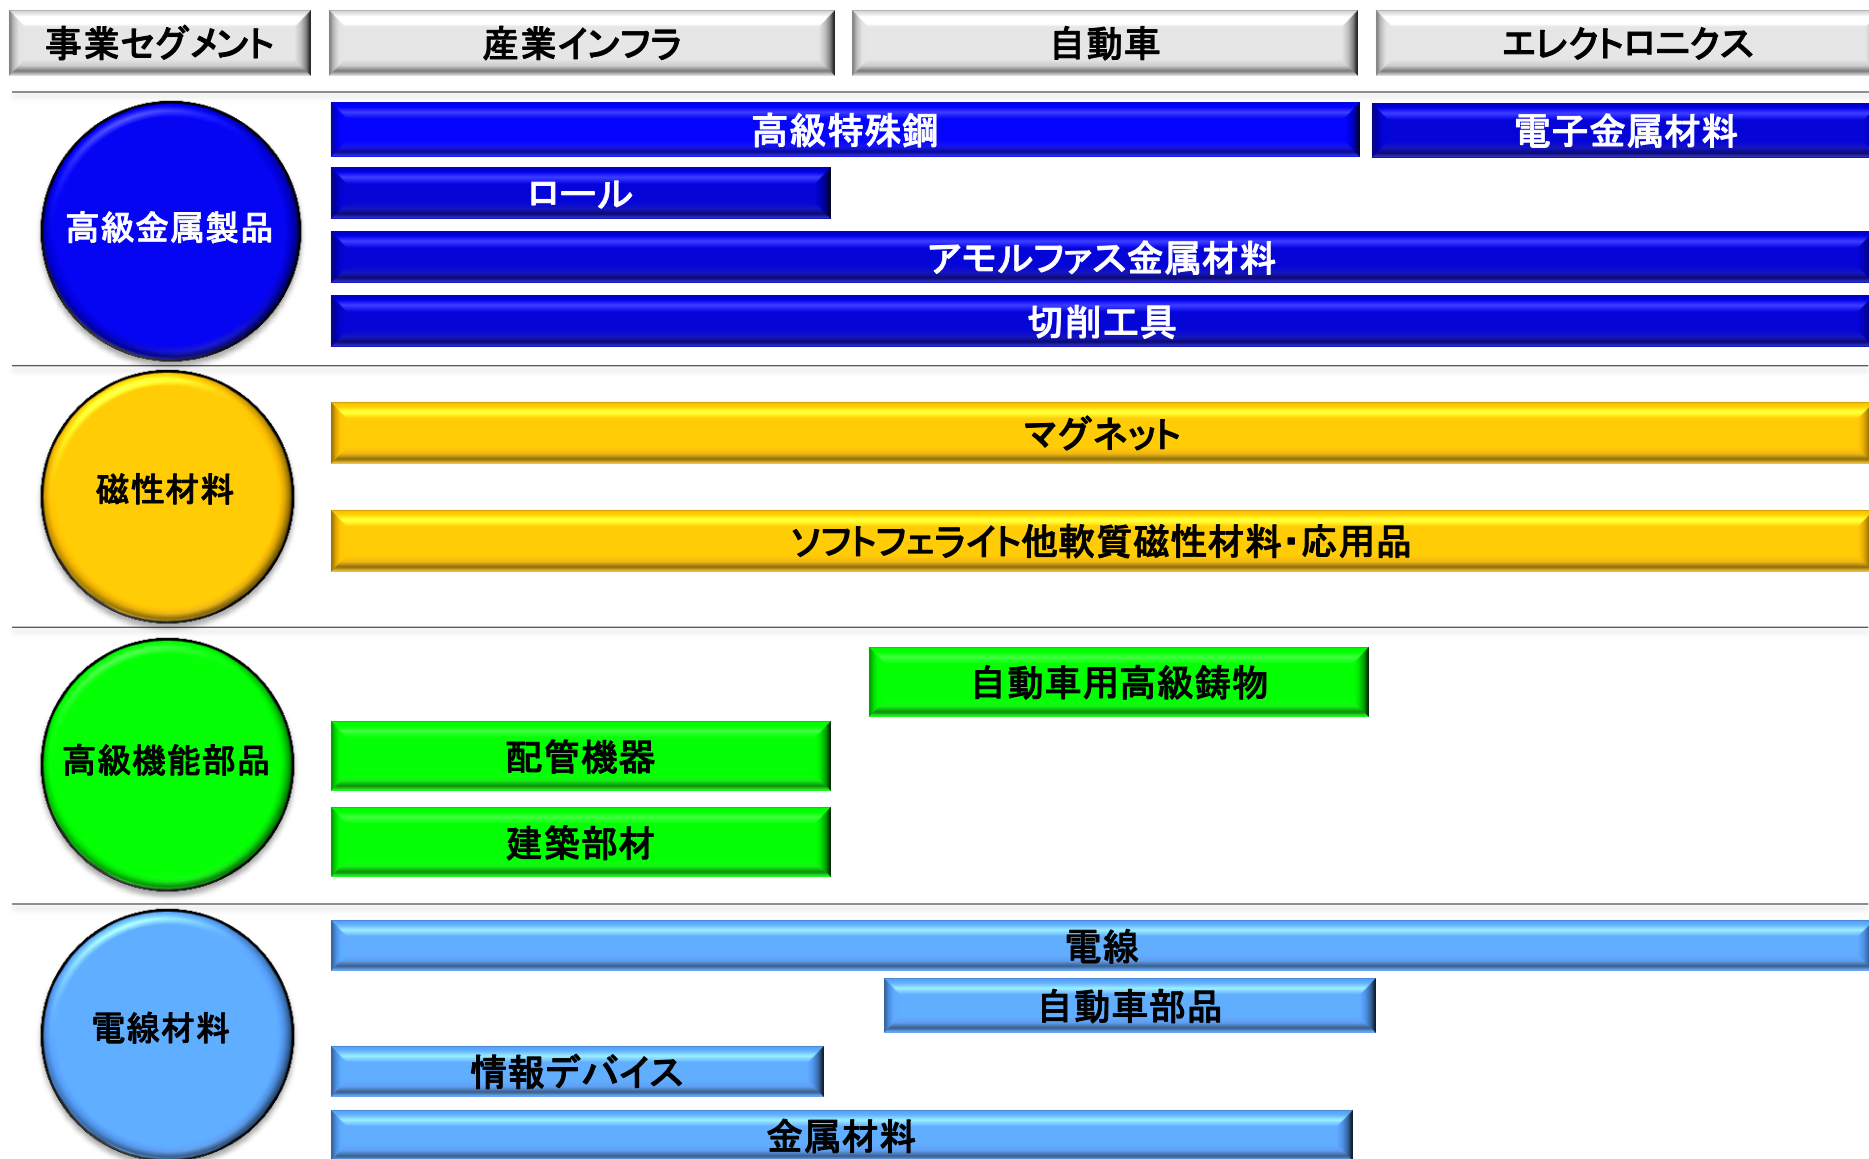 事業セグメント
産業インフラ
自動車
エレクトロニクス
高級金属製品
高級特殊鋼
電子金属材料
ロール
アモルファス金属材料
切削工具
磁性材料
マグネット
ソフトフェライト他軟質磁性材料・応用品
高級機能部品
自動車用高級鋳物
配管機器
建築部材
電線材料
電線
自動車部品
情報デバイス
金属材料